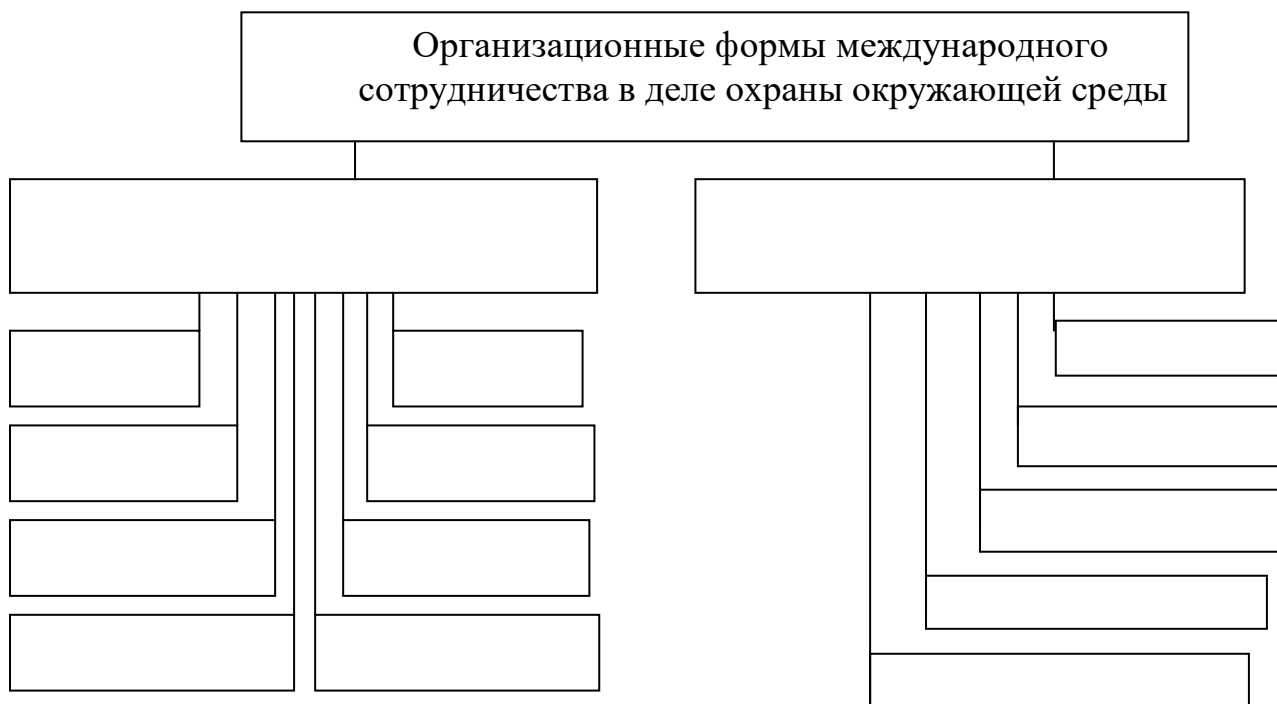 Организационные формы международного
сотрудничества в деле охраны окружающей среды